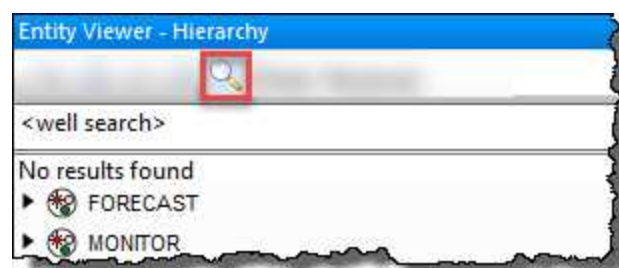 Entity Viewer - Hierarchy
<well search>
No results found
FORECAST
MONITOR